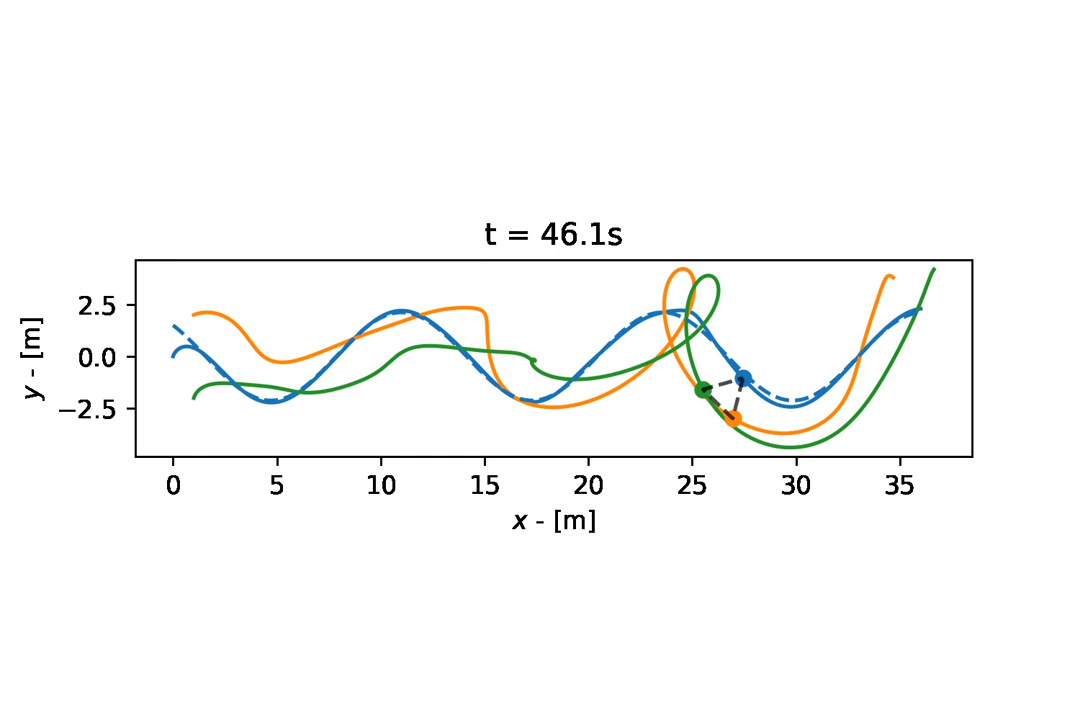 t = 46.1s
y - [m]
2.5
0.0
−2.5
0 5 10 15 20 25 30 35
x - [m]